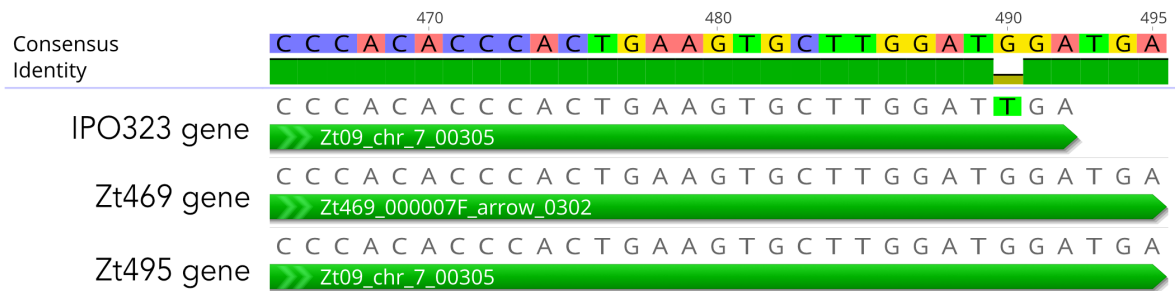 470 480 490 495
Consensus C C C A C A C C C A C T G A A G T G C T T G G A T G G A T G A
Identity
C C C A C A C C C A C T G A A G T G C T T G G A T T G A
IPO323 gene Zt09_chr_7_00305
C C C A C A C C C A C T G A A G T G C T T G G A T G G A T G A
Zt469 gene Zt469_000007F_arrow_0302
C C C A C A C C C A C T G A A G T G C T T G G A T G G A T G A
Zt495 gene Zt09_chr_7_00305